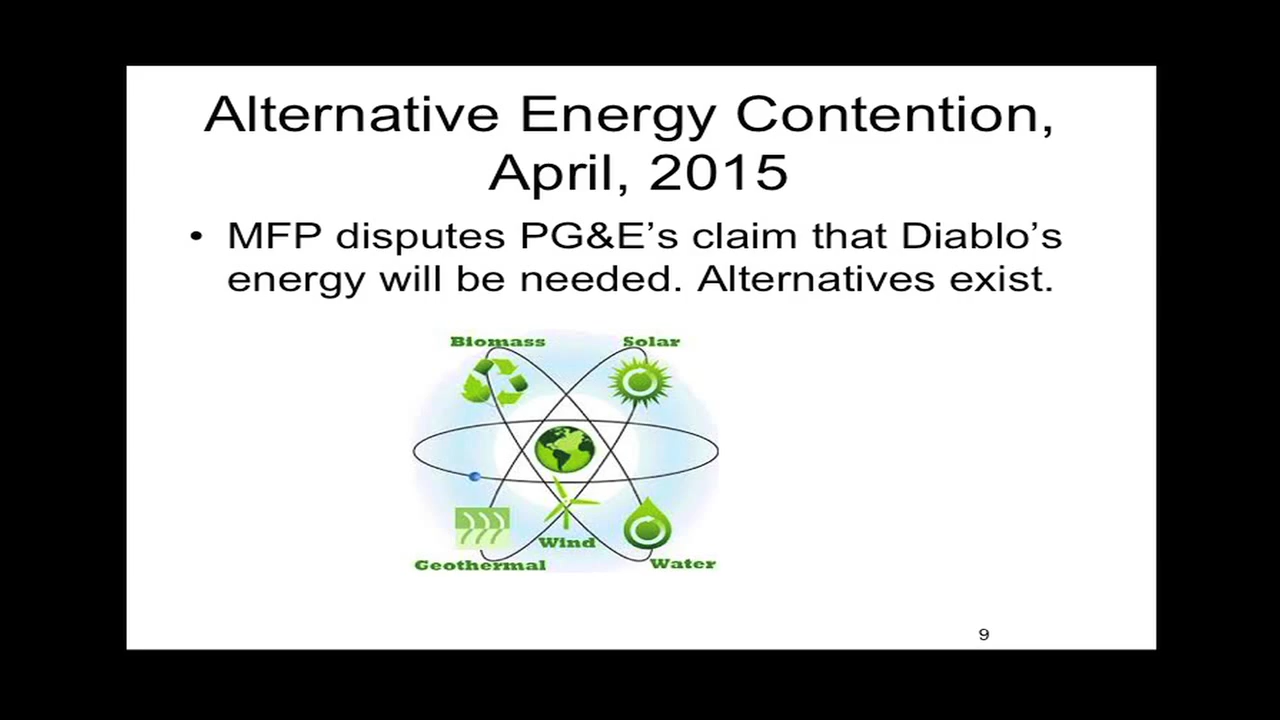 Alternative Energy Contention,
April, 2015
• MFP disputes PG&E’s claim that Diablo’s
energy will be needed. Alternatives exist.
Biomass
Solar
Wind
Geothermal
Water
9